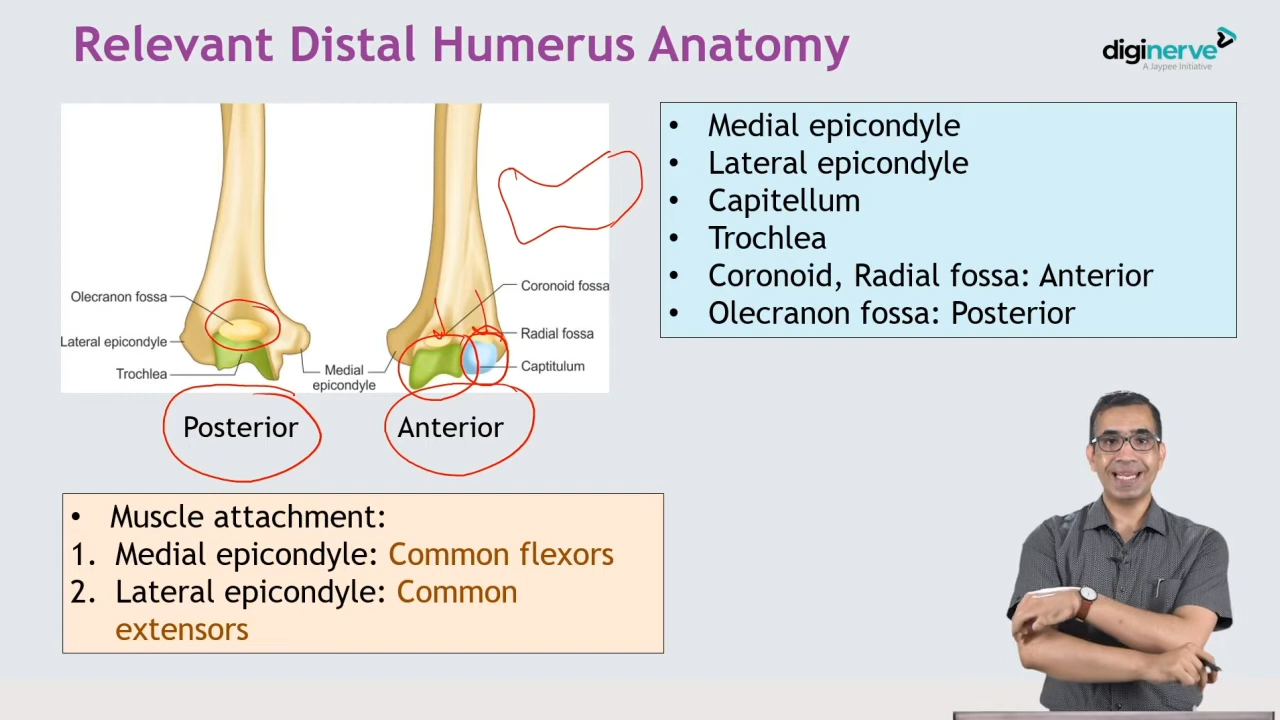 Relevant Distal Humerus Anatomy
diginerve
A Jaypee Initiative
Olecranon fossa
Lateral epicondyle
Trochlea
Medial
epicondyle
Coronoid fossa
Radial fossa
Captitulum
Posterior
Anterior
• Medial epicondyle
• Lateral epicondyle
• Capitellum
• Trochlea
• Coronoid, Radial fossa: Anterior
• Olecranon fossa: Posterior
• Muscle attachment:
1. Medial epicondyle: Common flexors
2. Lateral epicondyle: Common
extensors